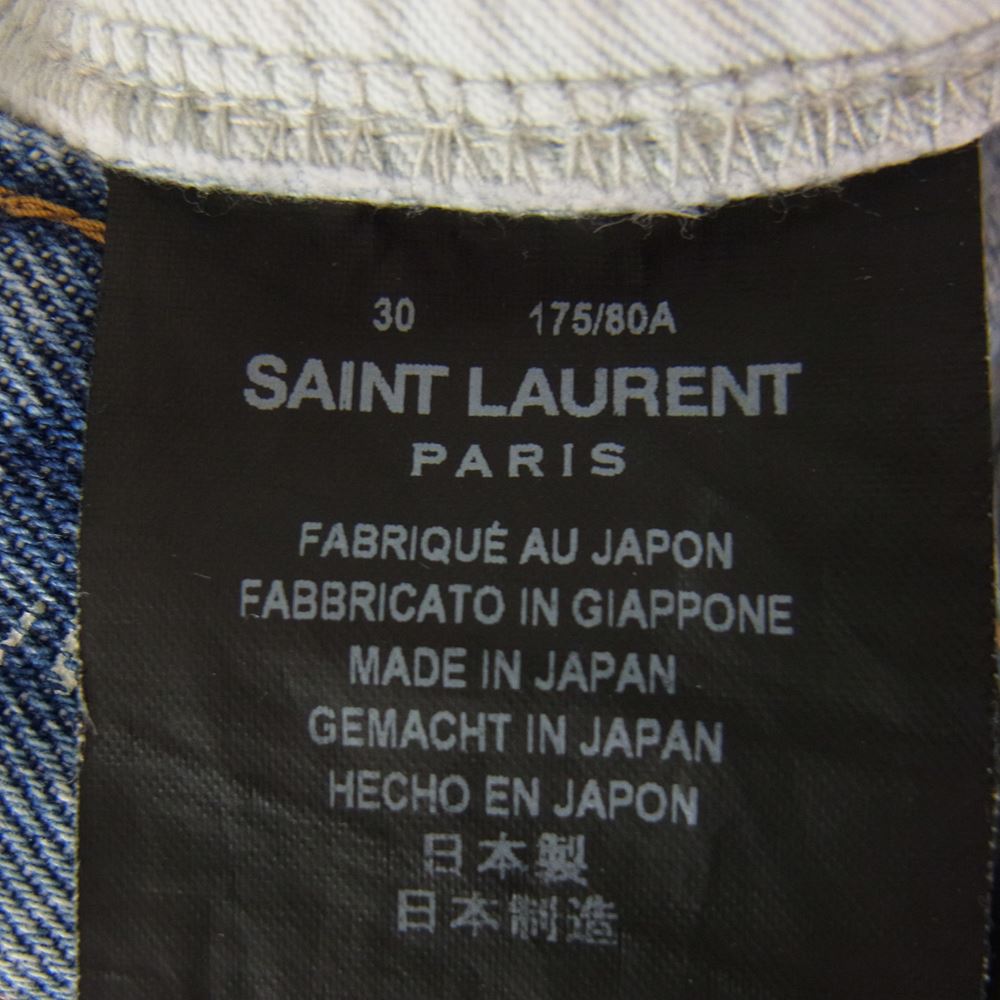 30 175/80A
SAINT LAURENT
PARIS
FABRIQUÉ AU JAPON
FABBRICATO IN GIAPPONE
MADE IN JAPAN
GEMACHT IN JAPAN
HECHO EN JAPON
日本製
日本制造